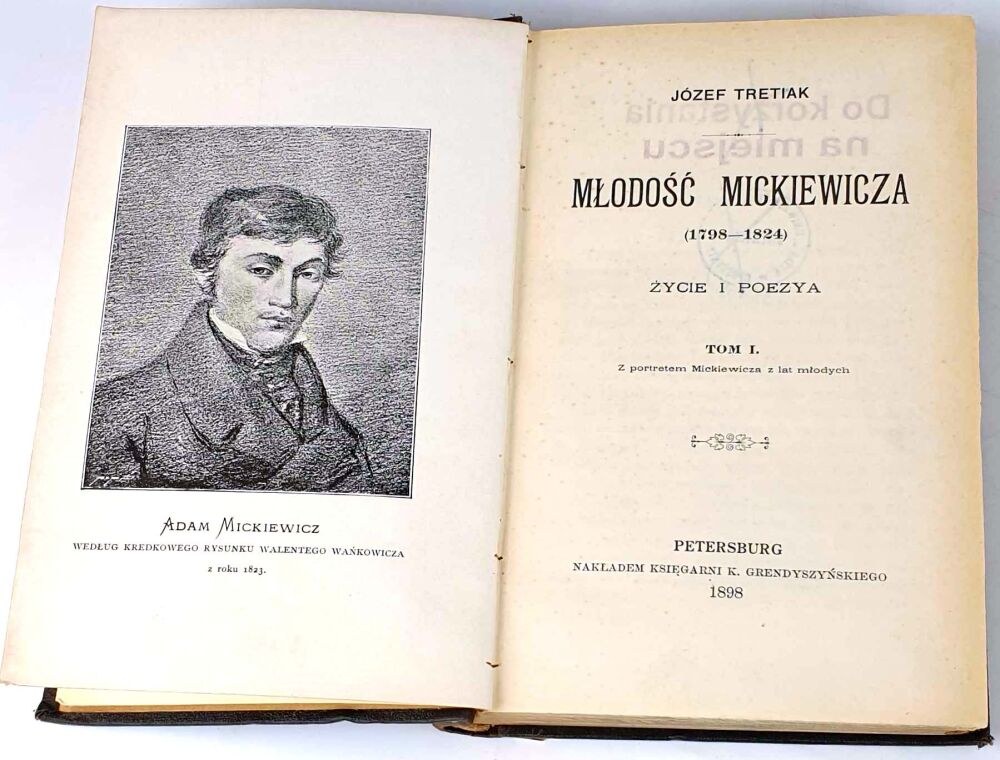 ADAM MICKIEWICZ
WEDŁUG KREDKOWEGO RYSUNKU WALENTEGO WAŃKOWICZA
z roku 1823.
JÓZEF TRETIAK
Do korzystania
na miejscu
MŁODOŚĆ MICKIEWICZA
(1798—1824)
ŻYCIE I POEZYA
TOM I.
Z portretem Mickiewicza z lat młodych
PETERSBURG
NAKŁADEM KSIĘGARNI K. GRENDYSZYŃSKIEGO
1898